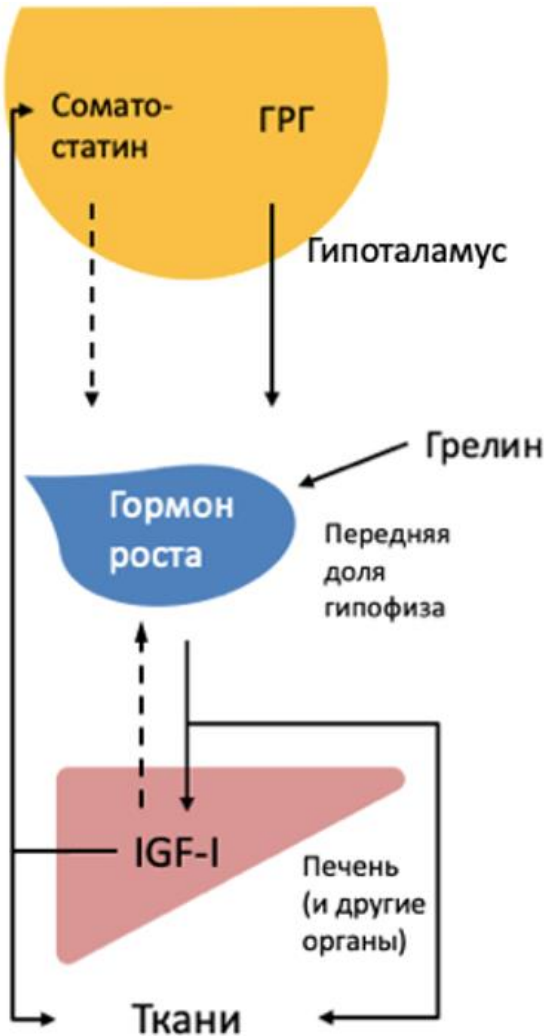 Сомато-
статин
ГРГ
Гипоталамус
Грелин
Гормон
роста
Передняя
доля
гипофиза
IGF-I
Печень
(и другие
органы)
Ткани